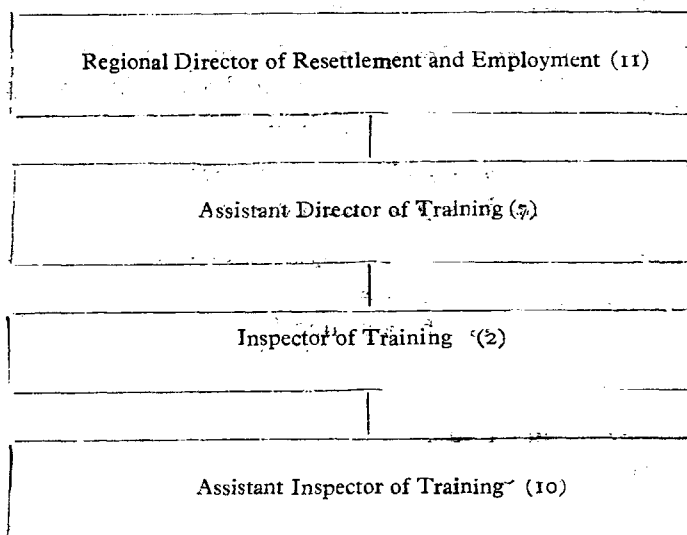 Regional Director of Resettlement and Employment (11)
Assistant Director of Training (7)
Inspector of Training (2)
Assistant Inspector of Training (10)